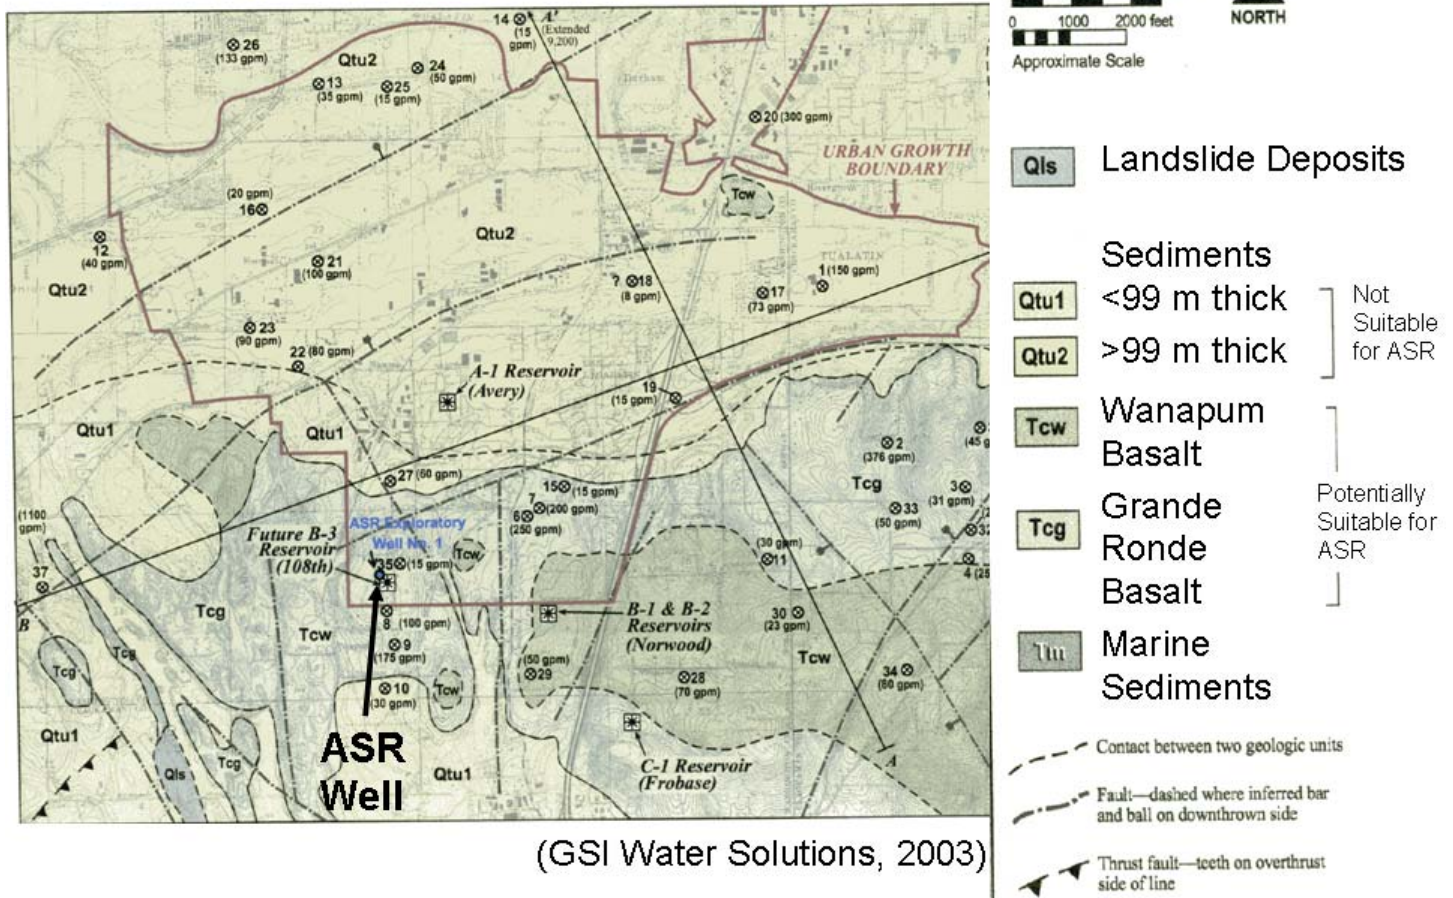 14
A'
(15
gpm)
(Extended
9,200)
26
(133 gpm)
Qtu2
24
(50 gpm)
13
(35 gpm)
25
(15 gpm)
Durham
20 (300 gpm)
URBAN GROWTH
BOUNDARY
Tcw
(20 gpm)
16
12
(40 gpm)
Qtu2
Qtu2
21
(100 gpm)
TUALATIN
1 (150 gpm)
? 18
(8 gpm)
17
(73 gpm)
23
(90 gpm)
22 (80 gpm)
A-1 Reservoir
(Avery)
19
(15 gpm)
Qtu1
Qtu1
2
(376 gpm)
(45 g
27 (60 gpm)
Tcg
15 (15 gpm)
7
(200 gpm)
6
(250 gpm)
3
(31 gpm)
33
(50 gpm)
32
(1100
gpm)
37
B
Future B-3
Reservoir
(108th)
ASR Exploratory
Well No. 1
35 (15 gpm)
Tcw
(30 gpm)
11
4 (25
Tcg
Tcw
8 (100 gpm)
B-1 & B-2
Reservoirs
(Norwood)
30
(23 gpm)
9
(175 gpm)
Tcw
Tcg
Tcg
(50 gpm)
29
28
(70 gpm)
34
(80 gpm)
10
(30 gpm)
Tcw
Qtu1
Tcg
Qls
ASR
Well
Qtu1
C-1 Reservoir
(Frobase)
A
(GSI Water Solutions, 2003)
0 1000 2000 feet
NORTH
Approximate Scale
Qls Landslide Deposits
Sediments
Qtu1 <99 m thick
Qtu2 >99 m thick
Not
Suitable
for ASR
Tcw Wanapum
Basalt
Tcg Grande
Ronde
Basalt
Potentially
Suitable for
ASR
Tm Marine
Sediments
Contact between two geologic units
Fault—dashed where inferred bar
and ball on downthrown side
Thrust fault—teeth on overthrust
side of line